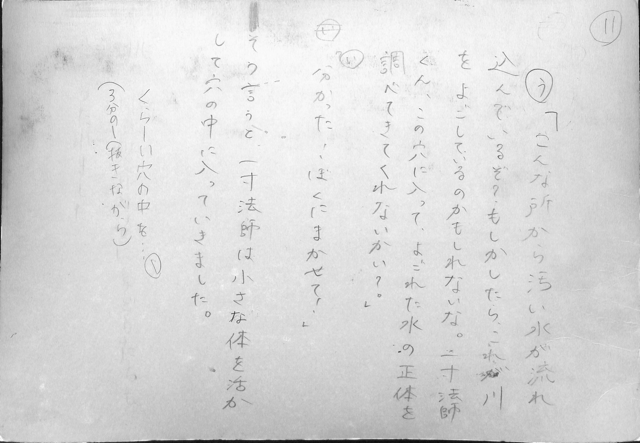 11
う「こんな所から汚い水が流れ
込んでいるぞ？もしかしたら、これが川
をよごしているのかもしれないな。一寸法師
くん、この穴に入って、よごれた水の正体を
調べてきてくれないかい？。」
い「分かった！ぼくにまかせて！」
そう言うと、一寸法師は小さな体を活か
して穴の中に入っていきました。
くらーい穴の中を…
(3分の1抜きながら)